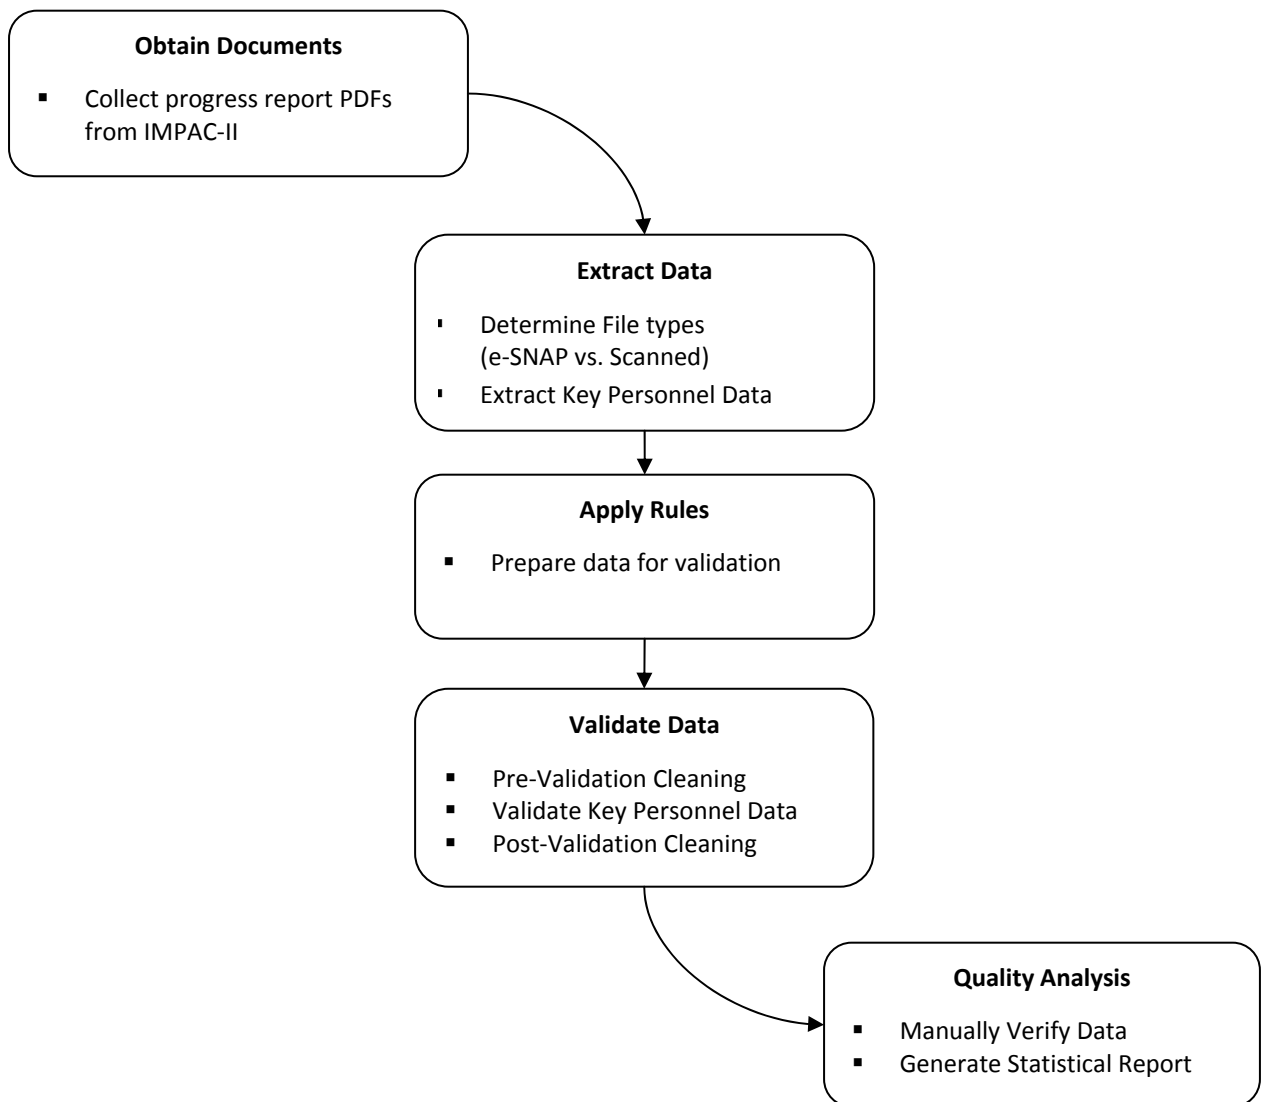 Obtain Documents
▪ Collect progress report PDFs
from IMPAC-II
Extract Data
▪ Determine File types
(e-SNAP vs. Scanned)
▪ Extract Key Personnel Data
Apply Rules
▪ Prepare data for validation
Validate Data
▪ Pre-Validation Cleaning
▪ Validate Key Personnel Data
▪ Post-Validation Cleaning
Quality Analysis
▪ Manually Verify Data
▪ Generate Statistical Report